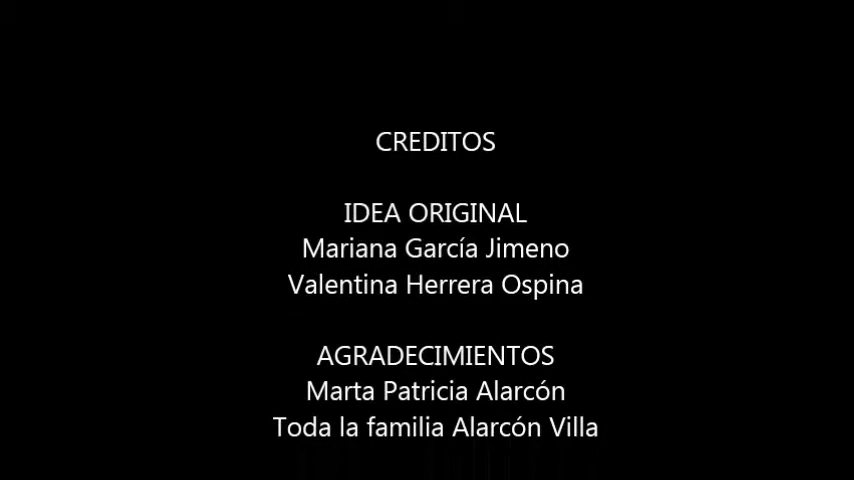 CREDITOS
IDEA ORIGINAL
Mariana García Jimeno
Valentina Herrera Ospina
AGRADECIMIENTOS
Marta Patricia Alarcón
Toda la familia Alarcón Villa